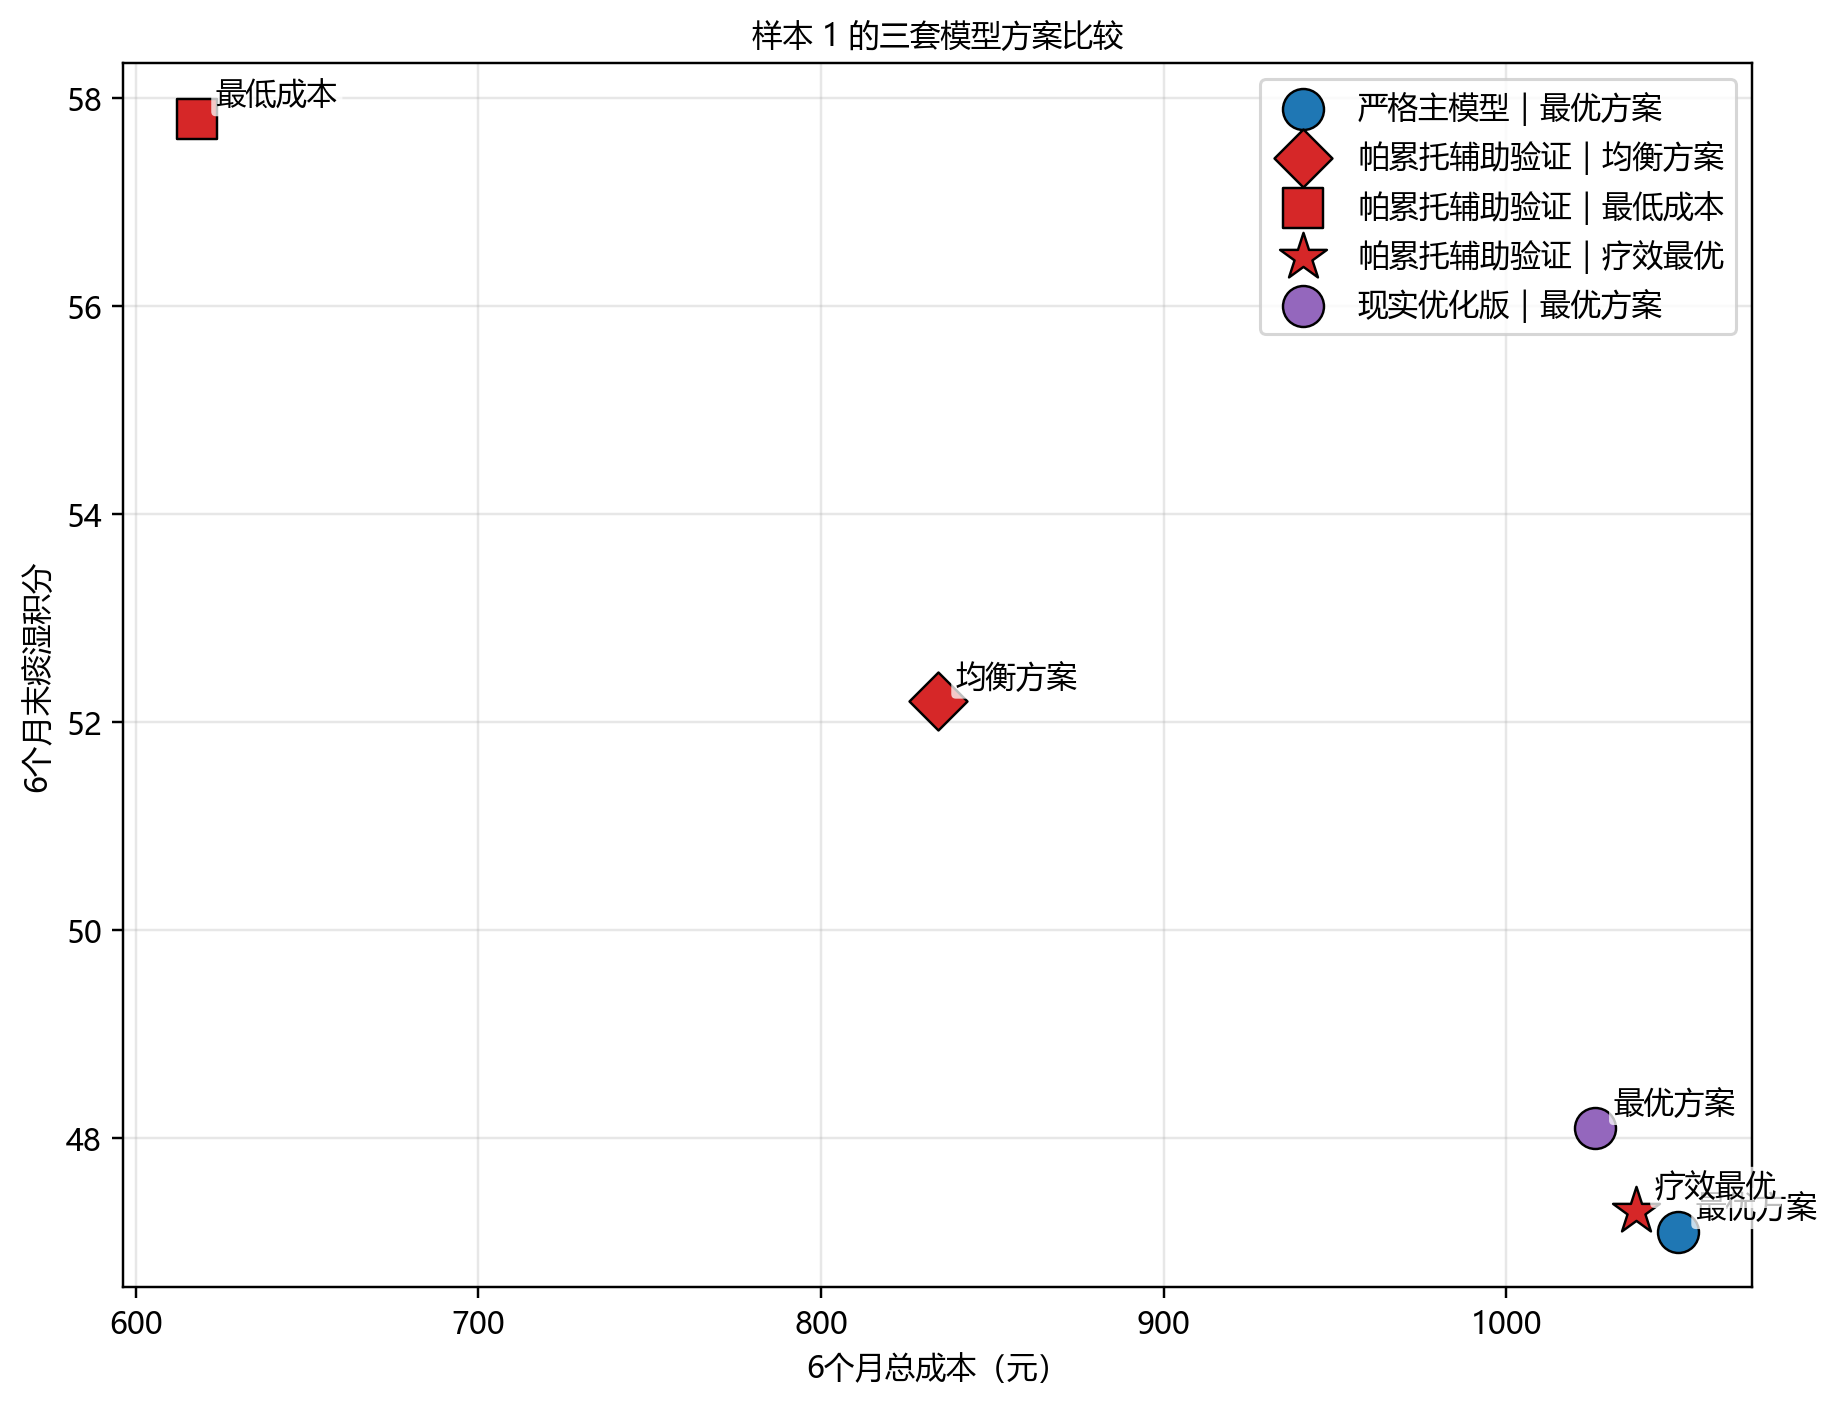 样本 1 的三套模型方案比较
58
56
54
52
50
48
6个月末痰湿积分
最低成本
均衡方案
最优方案
疗效最优
最优方案
严格主模型 | 最优方案
帕累托辅助验证 | 均衡方案
帕累托辅助验证 | 最低成本
帕累托辅助验证 | 疗效最优
现实优化版 | 最优方案
600 700 800 900 1000
6个月总成本（元）